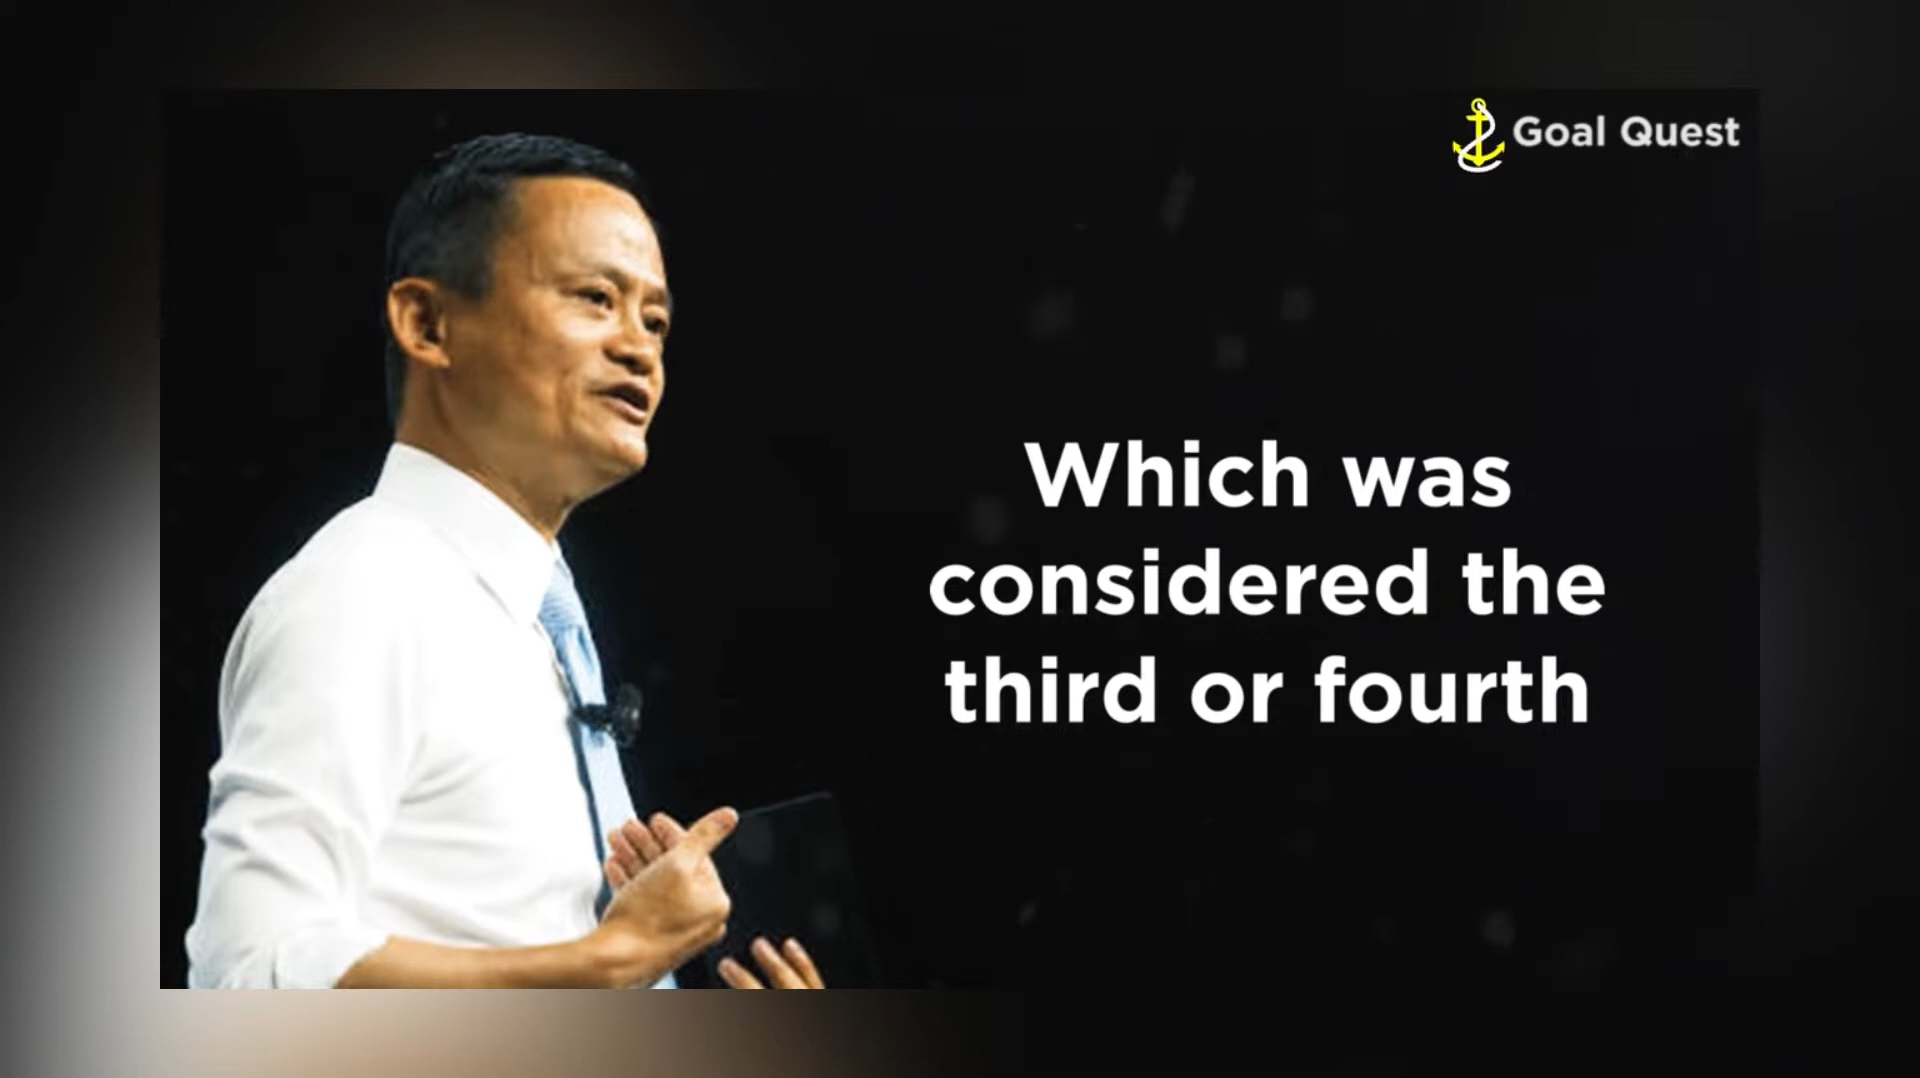 Goal Quest
Which was
considered the
third or fourth